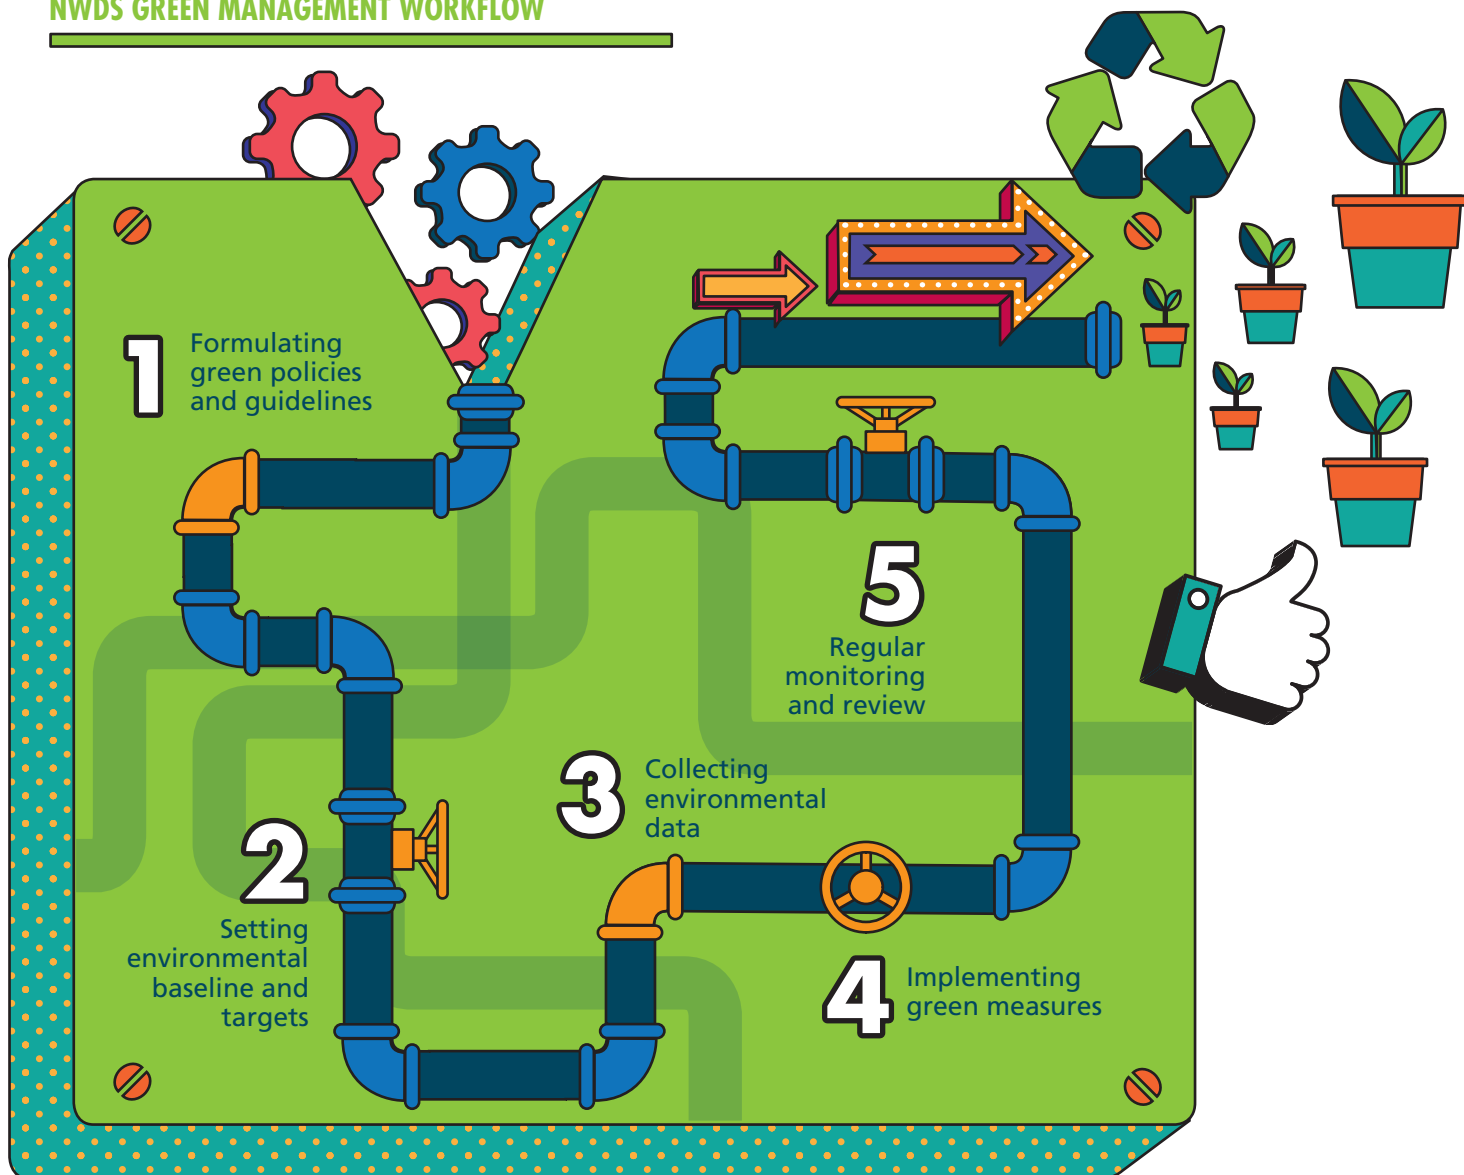 NWDS GREEN MANAGEMENT WORKFLOW
1
Formulating
green policies
and guidelines
2
Setting
environmental
baseline and
targets
3
Collecting
environmental
data
4
Implementing
green measures
5
Regular
monitoring
and review